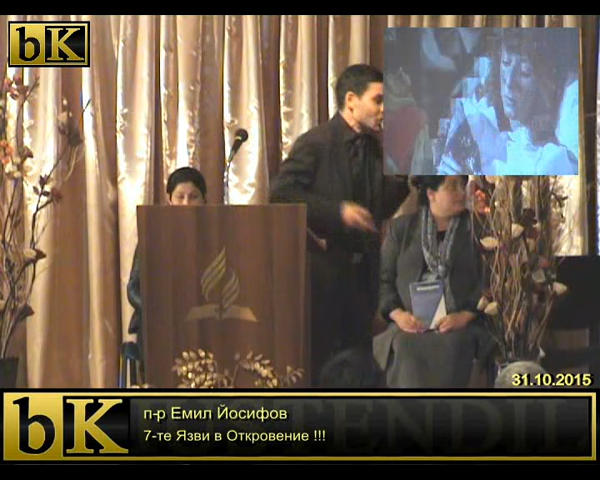 bK
31.10.2015
bK
п-р Емил Йосифов
7-те Язви в Откровение !!!